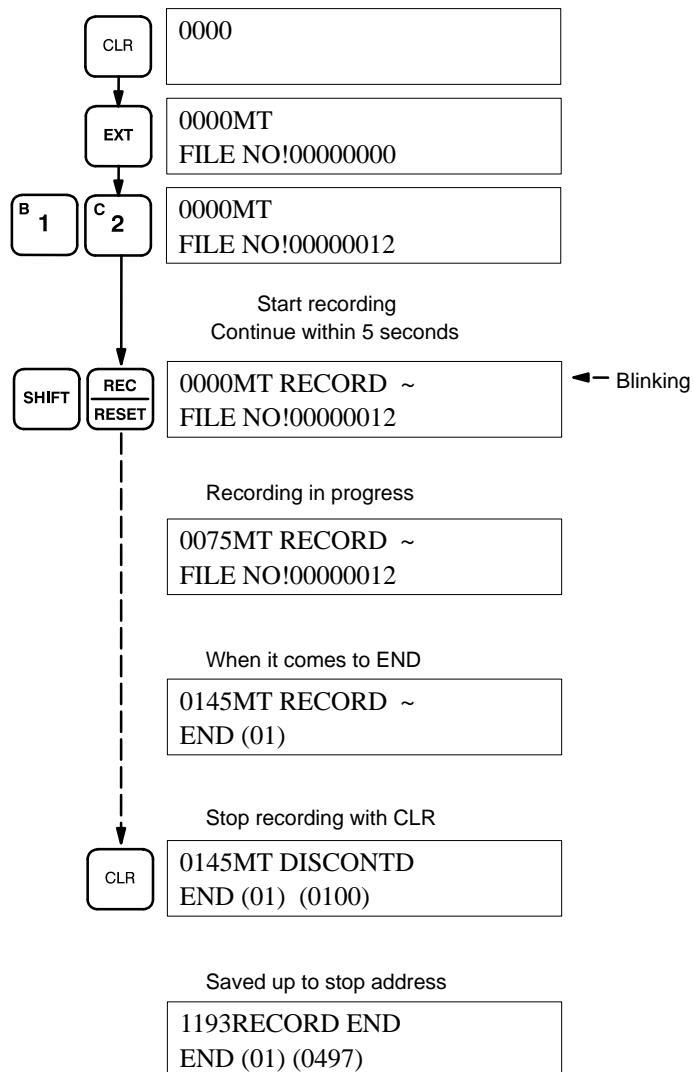 CLR
0000
EXT
0000MT
FILE NO!00000000
B 1 C 2
0000MT
FILE NO!00000012
Start recording
Continue within 5 seconds
SHIFT REC
RESET
0000MT RECORD ~
FILE NO!00000012
Blinking
Recording in progress
0075MT RECORD ~
FILE NO!00000012
When it comes to END
0145MT RECORD ~
END (01)
Stop recording with CLR
CLR
0145MT DISCONTD
END (01) (0100)
Saved up to stop address
1193RECORD END
END (01) (0497)